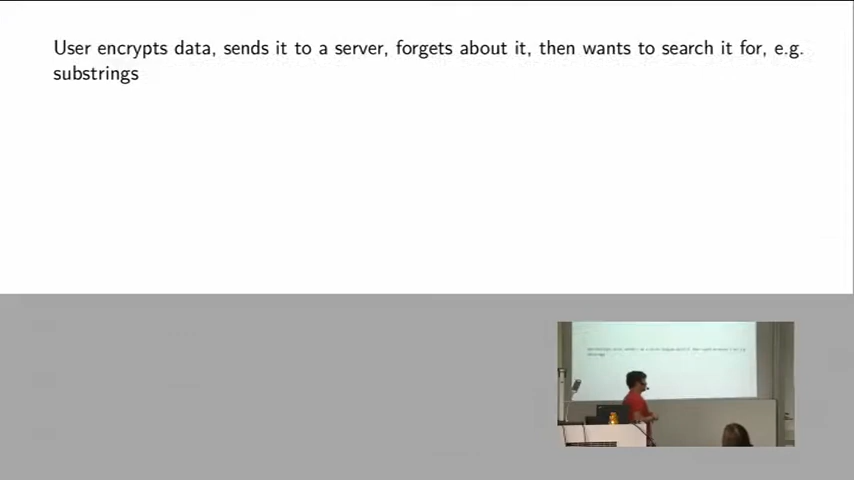 User encrypts data, sends it to a server, forgets about it, then wants to search it for, e.g.
substrings